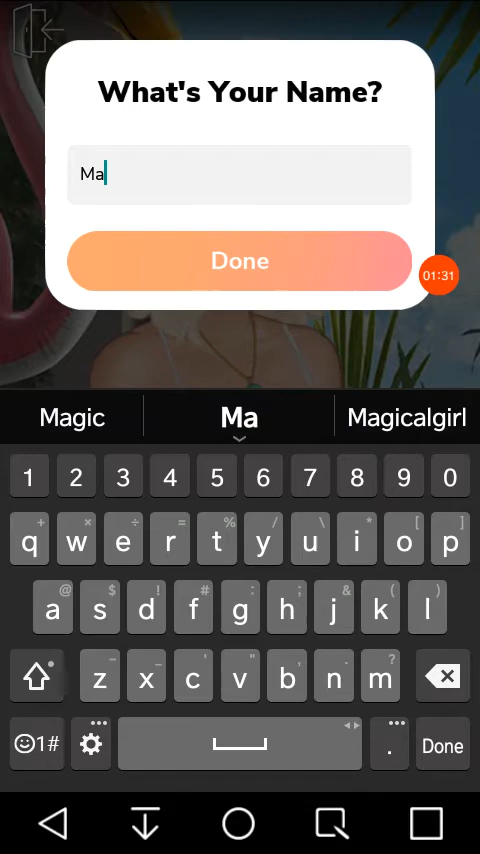 What's Your Name?
Ma
Done
01:31
Magic Ma Magicalgirl
1 2 3 4 5 6 7 8 9 0
+ × ÷ = % / \ * [ ]
q w e r t y u i o p
@ $ ! # : ; & ( )
a s d f g h j k l
- _ ' " , . ?
z x c v b n m
1# . Done